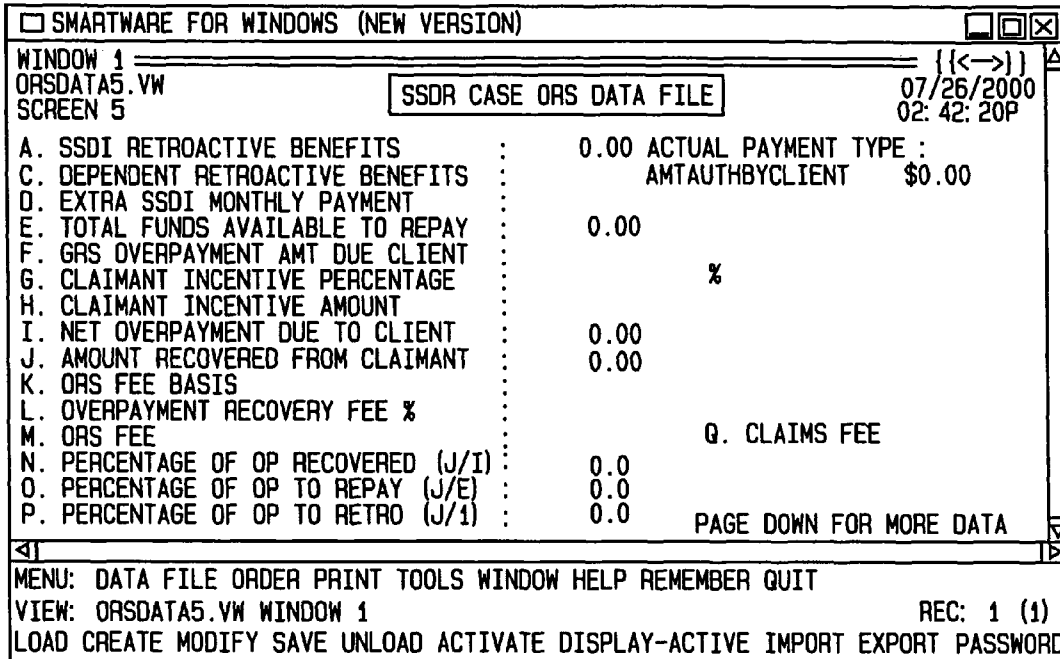 SMARTWARE FOR WINDOWS (NEW VERSION)
WINDOW 1 {{<-->}}
ORSDATA5.VW SSDR CASE ORS DATA FILE 07/26/2000
SCREEN 5 02: 42: 20P
A. SSDI RETROACTIVE BENEFITS : 0.00 ACTUAL PAYMENT TYPE :
C. DEPENDENT RETROACTIVE BENEFITS : AMTAUTHBYCLIENT $0.00
D. EXTRA SSDI MONTHLY PAYMENT :
E. TOTAL FUNDS AVAILABLE TO REPAY : 0.00
F. GRS OVERPAYMENT AMT DUE CLIENT :
G. CLAIMANT INCENTIVE PERCENTAGE : %
H. CLAIMANT INCENTIVE AMOUNT :
I. NET OVERPAYMENT DUE TO CLIENT : 0.00
J. AMOUNT RECOVERED FROM CLAIMANT : 0.00
K. ORS FEE BASIS :
L. OVERPAYMENT RECOVERY FEE % :
M. ORS FEE : Q. CLAIMS FEE
N. PERCENTAGE OF OP RECOVERED (J/I) : 0.0
O. PERCENTAGE OF OP TO REPAY (J/E) : 0.0
P. PERCENTAGE OF OP TO RETRO (J/1) : 0.0 PAGE DOWN FOR MORE DATA
MENU: DATA FILE ORDER PRINT TOOLS WINDOW HELP REMEMBER QUIT
VIEW: ORSDATA5.VW WINDOW 1 REC: 1 (1)
LOAD CREATE MODIFY SAVE UNLOAD ACTIVATE DISPLAY-ACTIVE IMPORT EXPORT PASSWORD